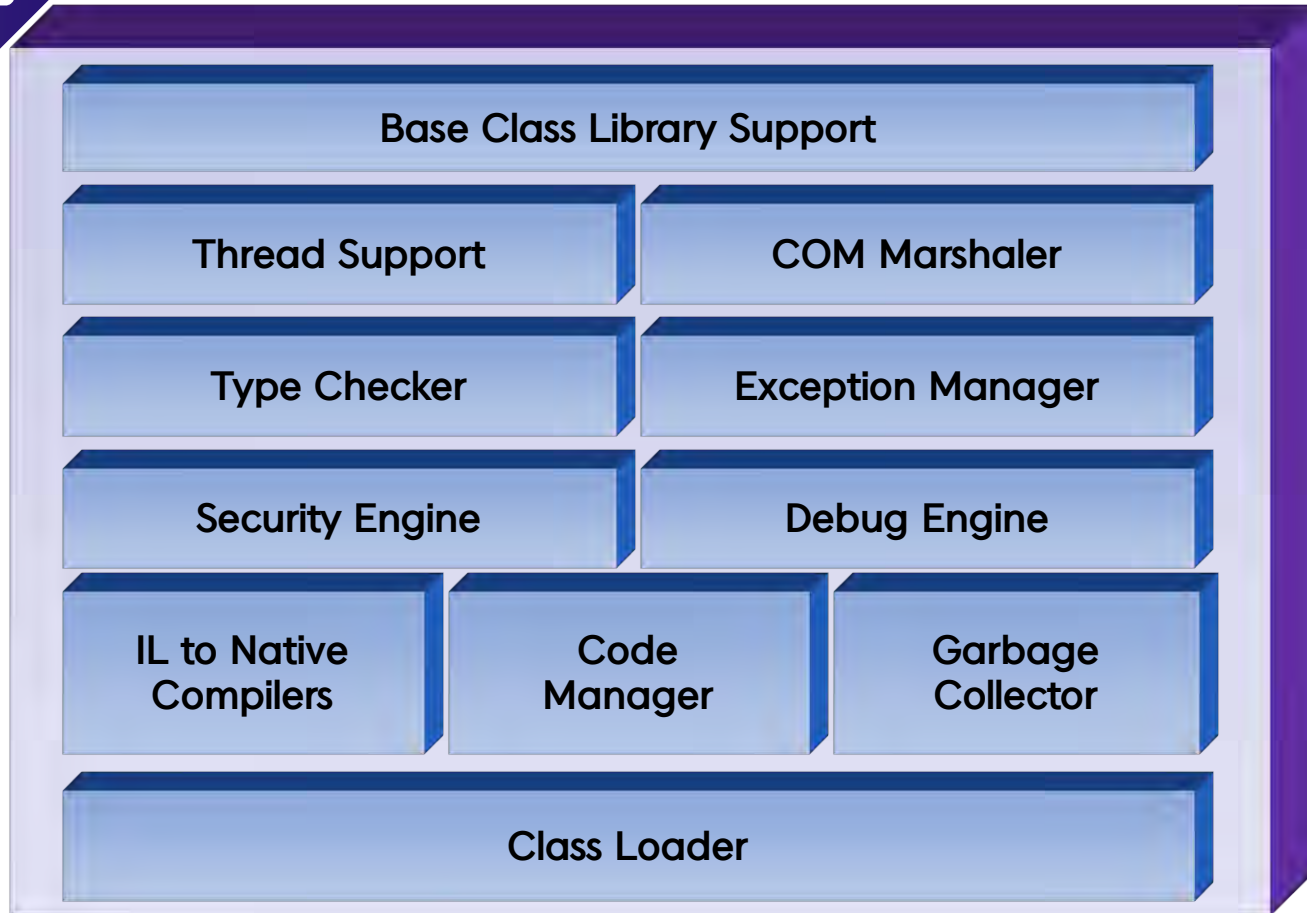 Base Class Library Support
Thread Support
COM Marshaler
Type Checker
Exception Manager
Security Engine
Debug Engine
IL to Native
Compilers
Code
Manager
Garbage
Collector
Class Loader